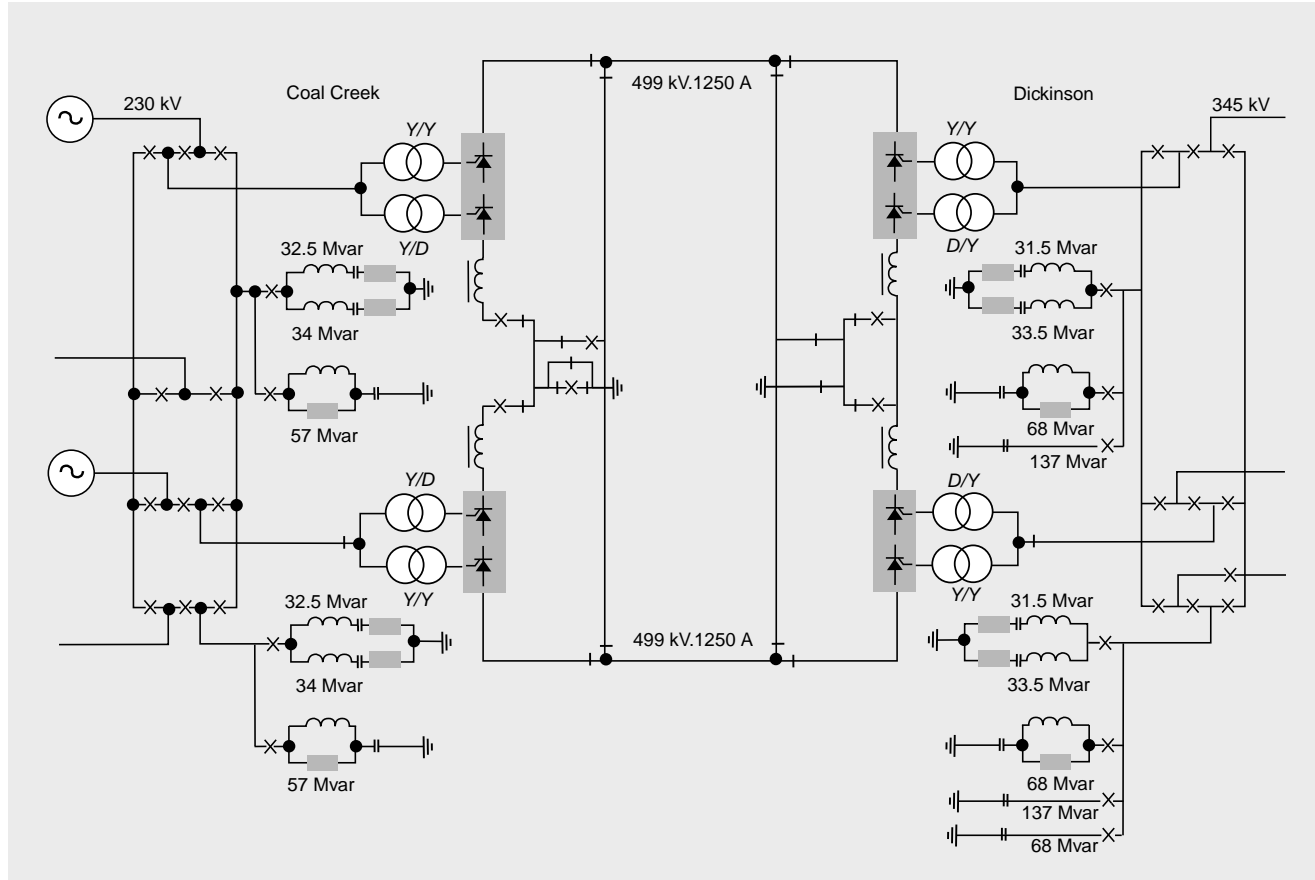 499 kV.1250 A
Coal Creek
Dickinson
230 kV
345 kV
Y/Y
Y/Y
Y/D
D/Y
32.5 Mvar
31.5 Mvar
34 Mvar
33.5 Mvar
57 Mvar
68 Mvar
137 Mvar
Y/D
D/Y
Y/Y
Y/Y
32.5 Mvar
31.5 Mvar
499 kV.1250 A
34 Mvar
33.5 Mvar
57 Mvar
68 Mvar
137 Mvar
68 Mvar